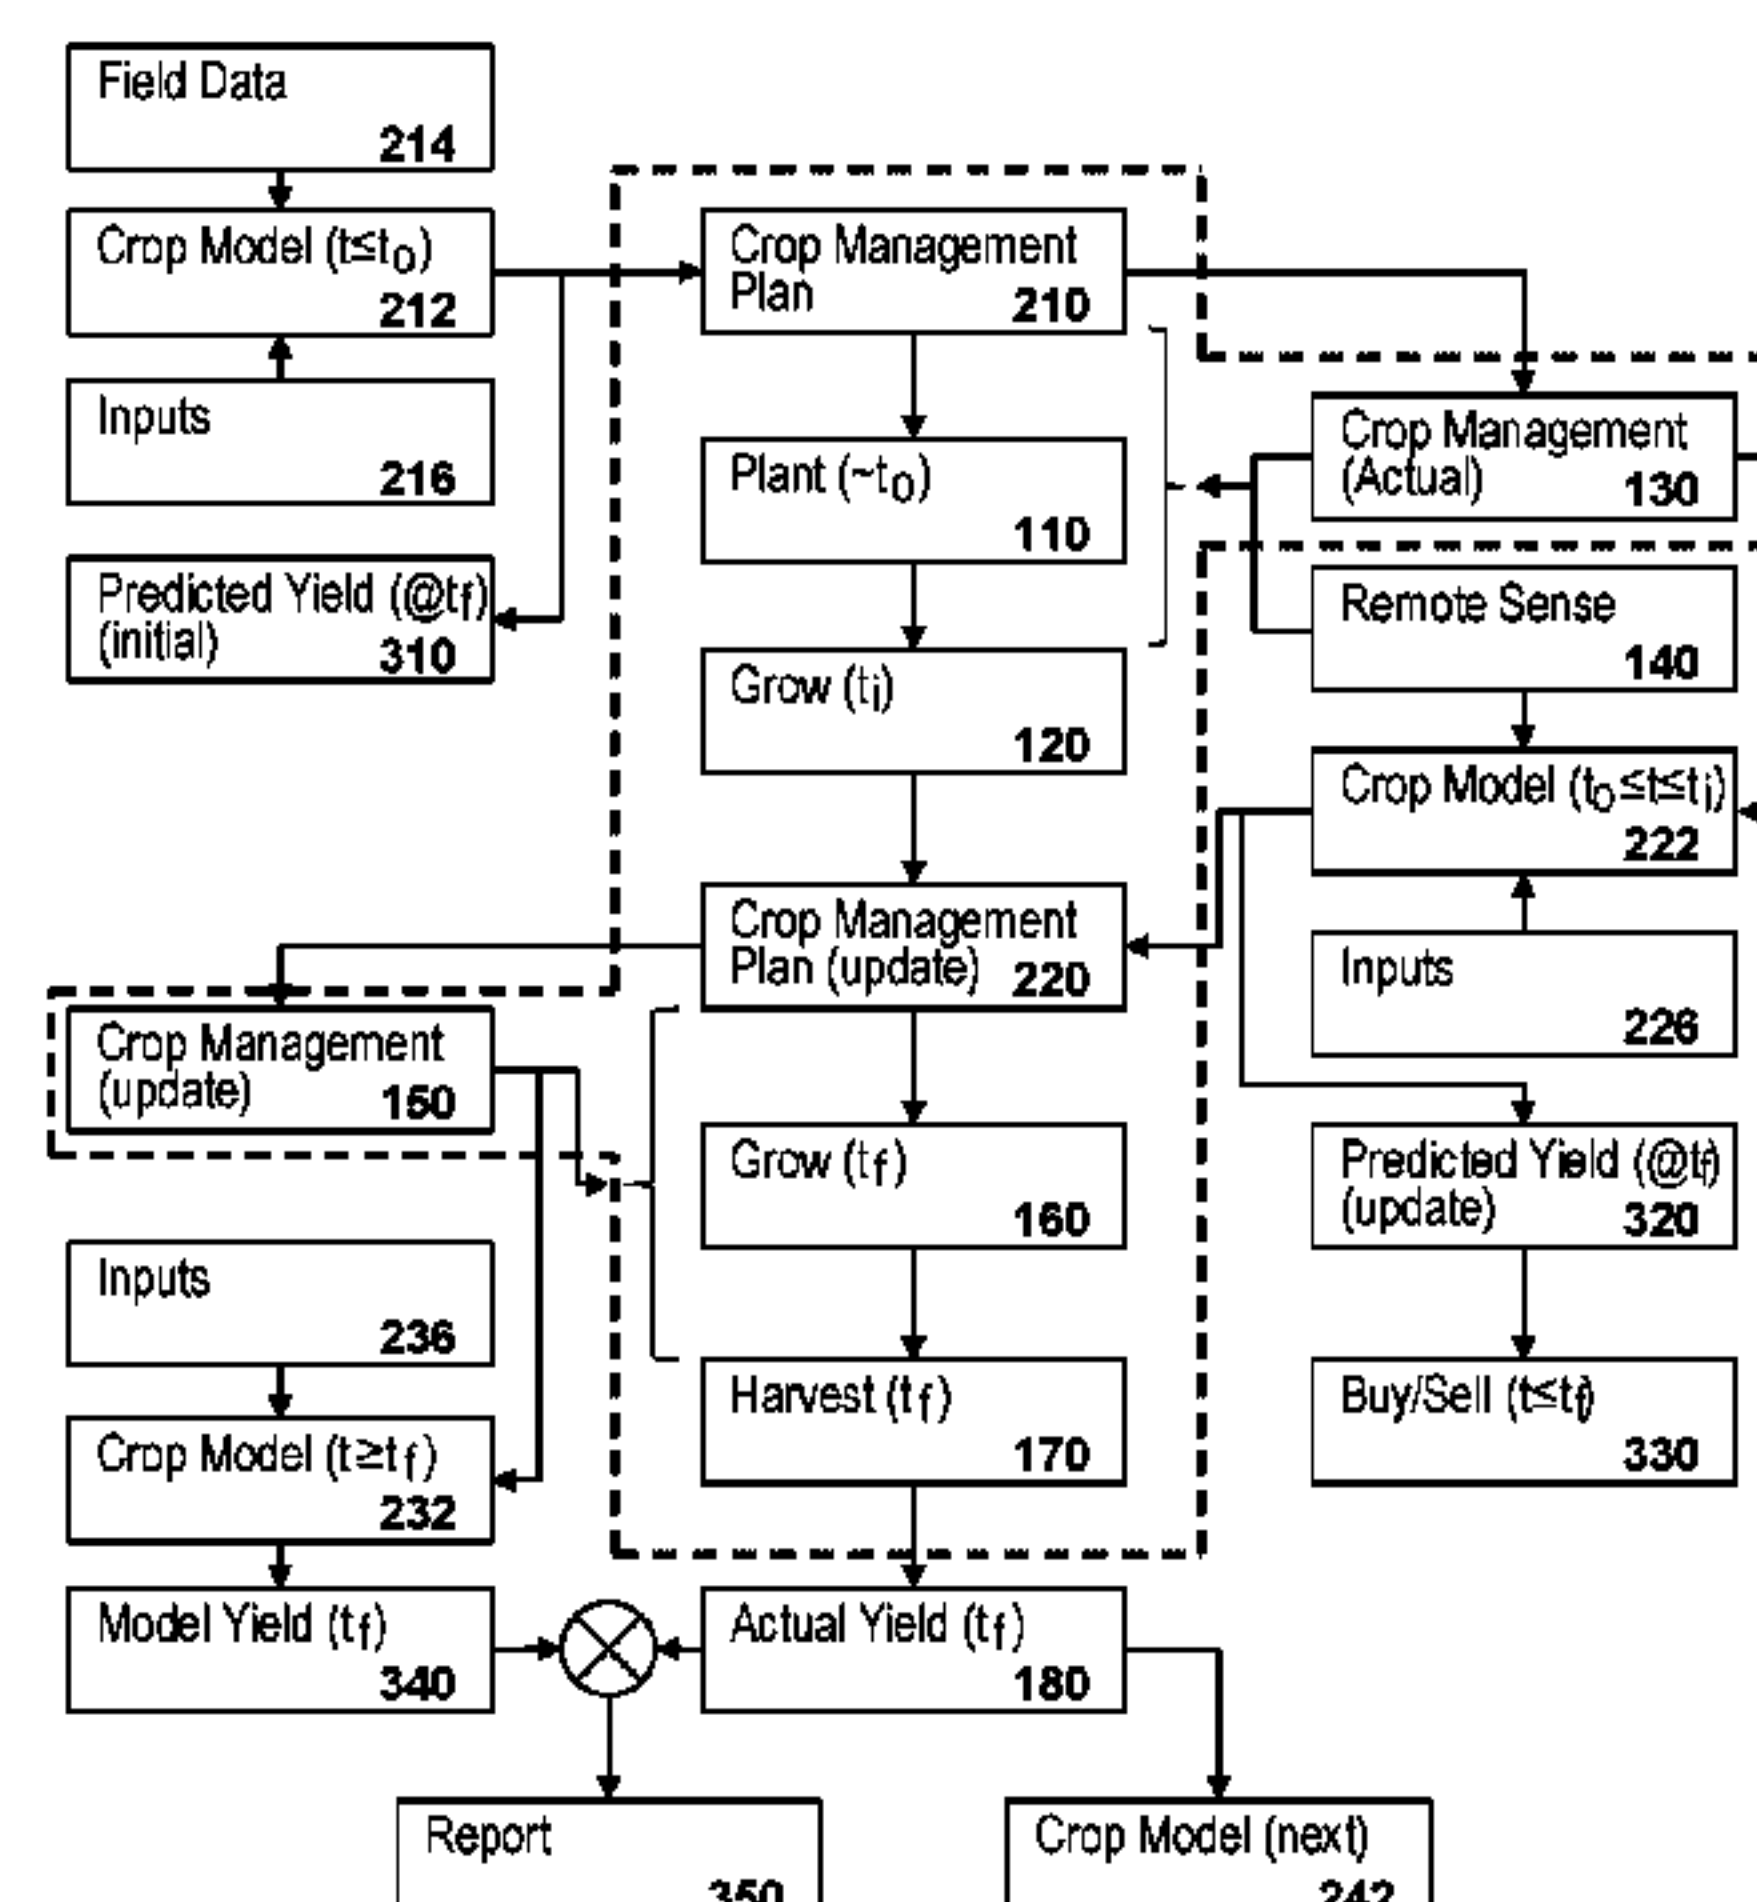 Field Data
214
Crop Model (t≤t0)
212
Inputs
216
Predicted Yield (@tf)
(initial)
310
Crop Management
Plan
210
Plant (~t0)
110
Grow (ti)
120
Crop Management
(Actual)
130
Remote Sense
140
Crop Model (t0≤t≤ti)
222
Inputs
226
Crop Management
Plan (update)
220
Crop Management
(update)
150
Grow (tf)
160
Predicted Yield (@tf)
(update)
320
Inputs
236
Harvest (tf)
170
Buy/Sell (t≤tf)
330
Crop Model (t≥tf)
232
Model Yield (tf)
340
Actual Yield (tf)
180
Report
350
Crop Model (next)
242